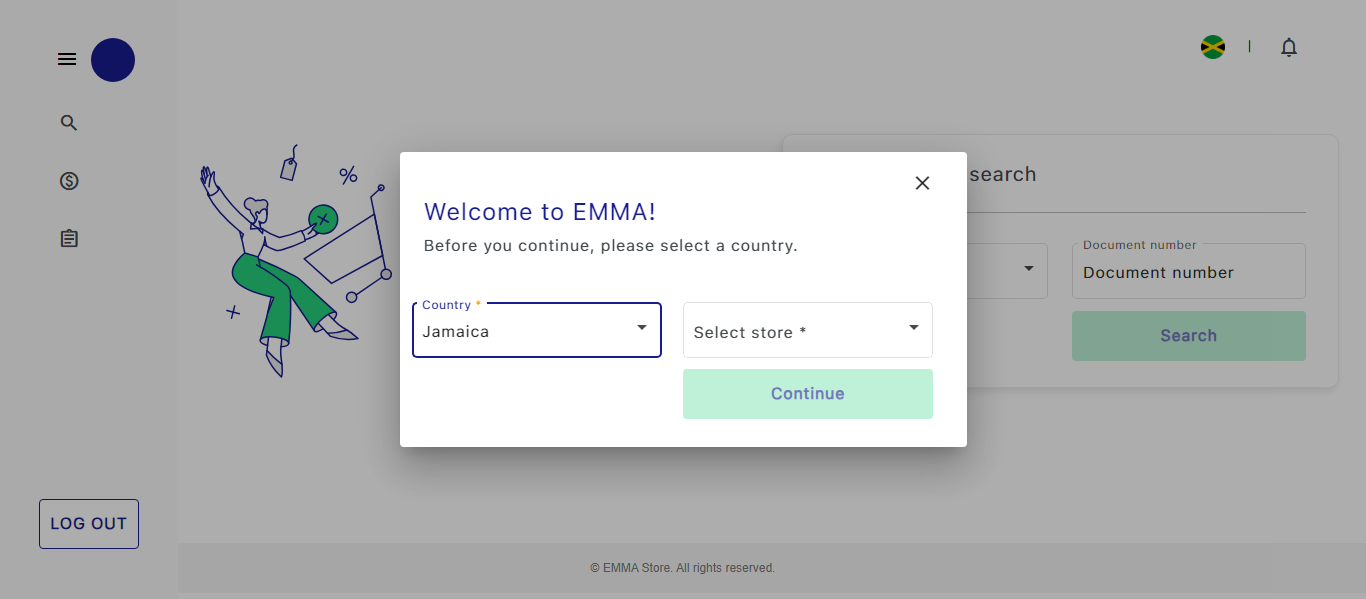 search
Document number
Document number
Search
Welcome to EMMA!
Before you continue, please select a country.
Country *
Jamaica
Select store *
Continue
LOG OUT
© EMMA Store. All rights reserved.